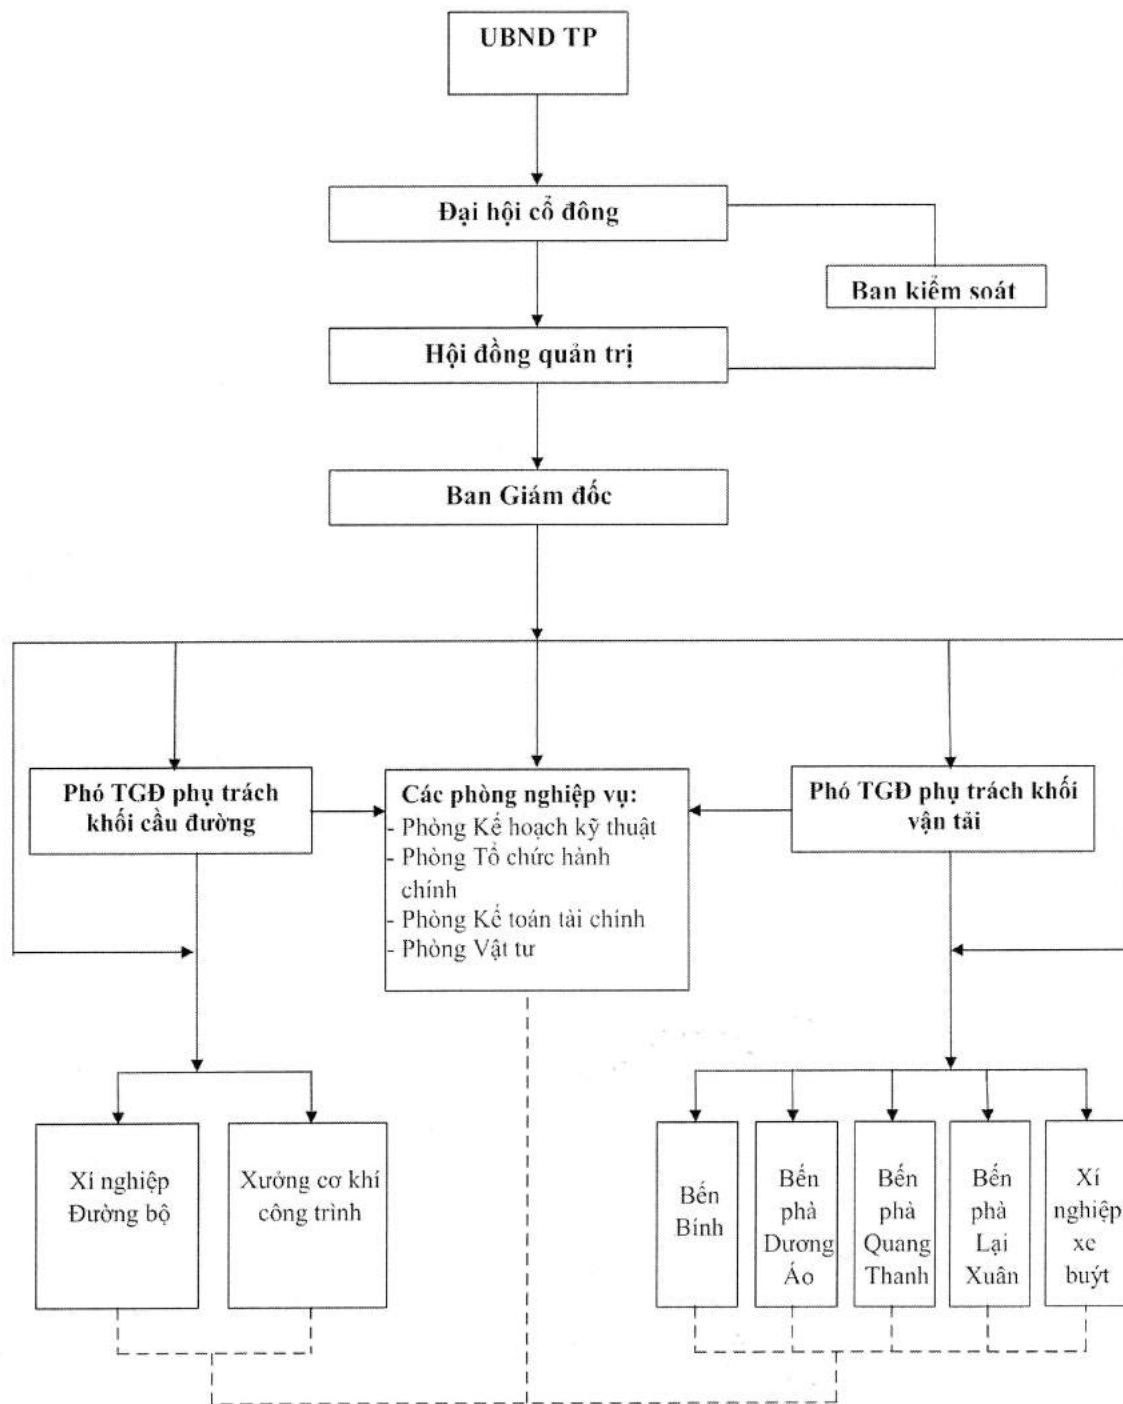 UBND TP
Đại hội cổ đông
Ban kiểm soát
Hội đồng quản trị
Ban Giám đốc
Phó TGĐ phụ trách
khối cầu đường
Các phòng nghiệp vụ:
- Phòng Kế hoạch kỹ thuật
- Phòng Tổ chức hành
chính
- Phòng Kế toán tài chính
- Phòng Vật tư
Phó TGĐ phụ trách khối
vận tải
Xí nghiệp
Đường bộ
Xưởng cơ khí
công trình
Bến
Bính
Bến
phà
Dương
Áo
Bến
phà
Quang
Thanh
Bến
phà
Lại
Xuân
Xí
nghiệp
xe
buýt